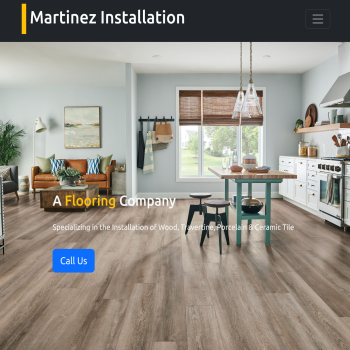 Martinez Installation
A Flooring Company
Specializing in the Installation of Wood, Travertine, Porcelain & Ceramic Tile
Call Us